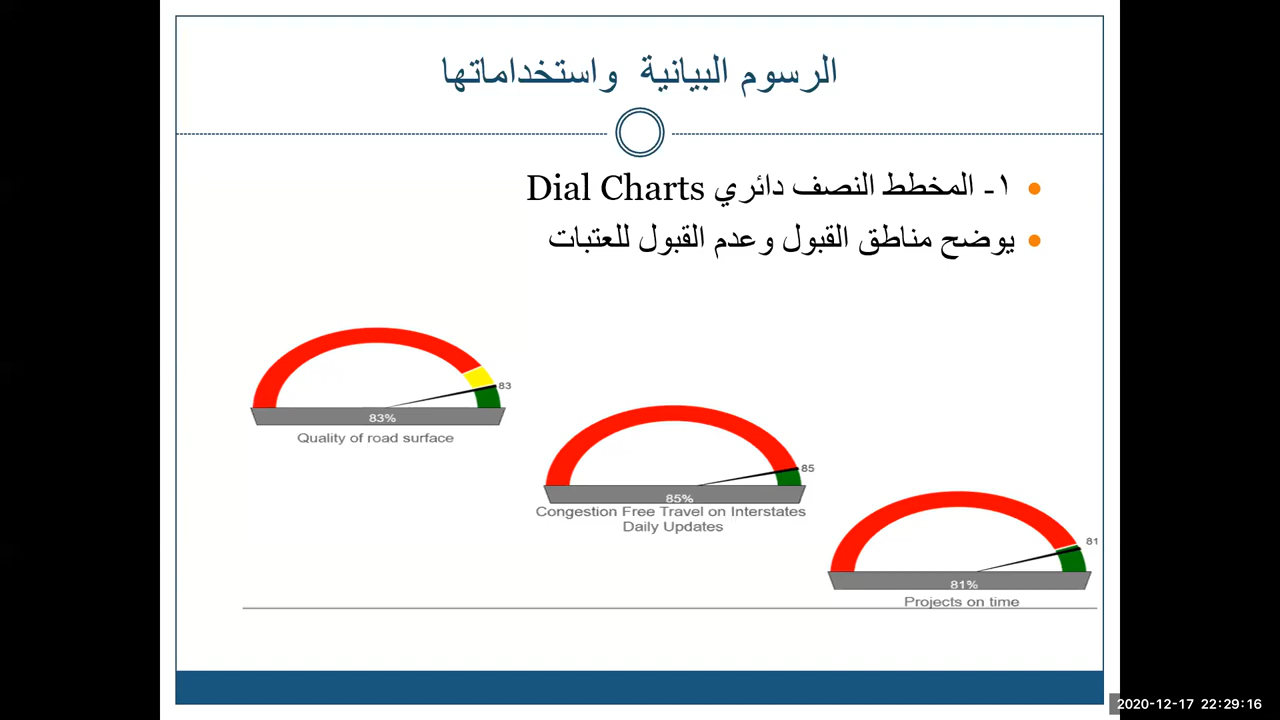 الرسوم البيانية واستخداماتها
١- المخطط النصف دائري Dial Charts
يوضح مناطق القبول وعدم القبول للعتبات
83
83%
Quality of road surface
85
85%
Congestion Free Travel on Interstates
Daily Updates
81
81%
Projects on time
2020-12-17 22:29:16